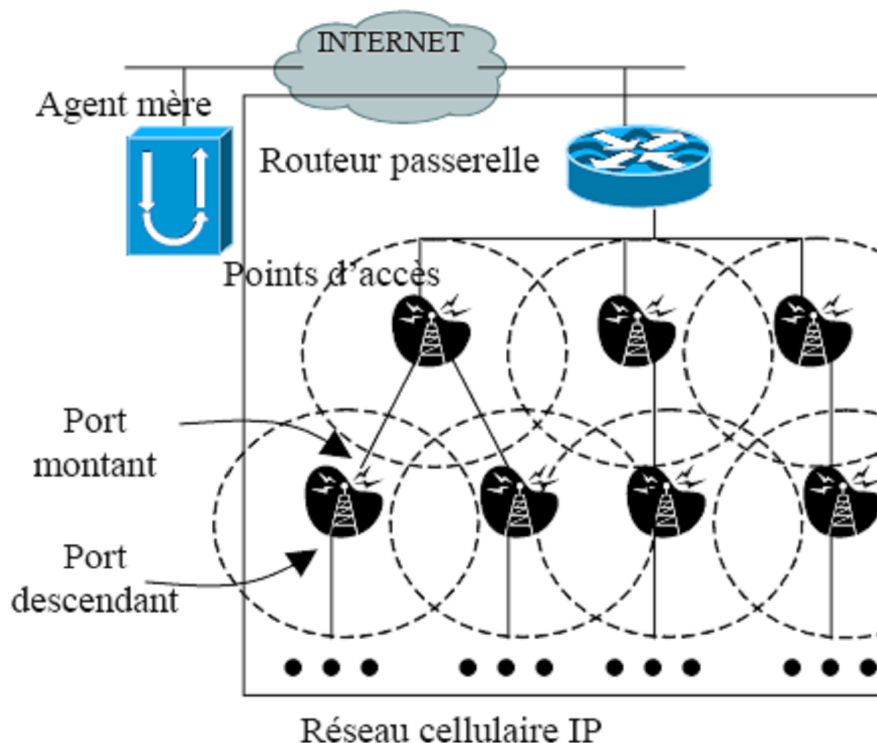 INTERNET
Agent mère
Routeur passerelle
Points d'accès
Port
montant
Port
descendant
Réseau cellulaire IP